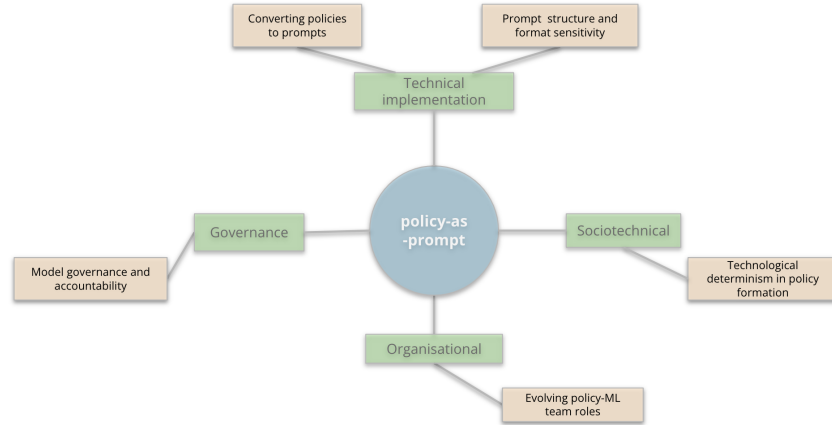 Converting policies
to prompts
Prompt structure and
format sensitivity
Technical
implementation
policy-as
-prompt
Governance
Sociotechnical
Model governance and
accountability
Technological
determinism in policy
formation
Organisational
Evolving policy-ML
team roles